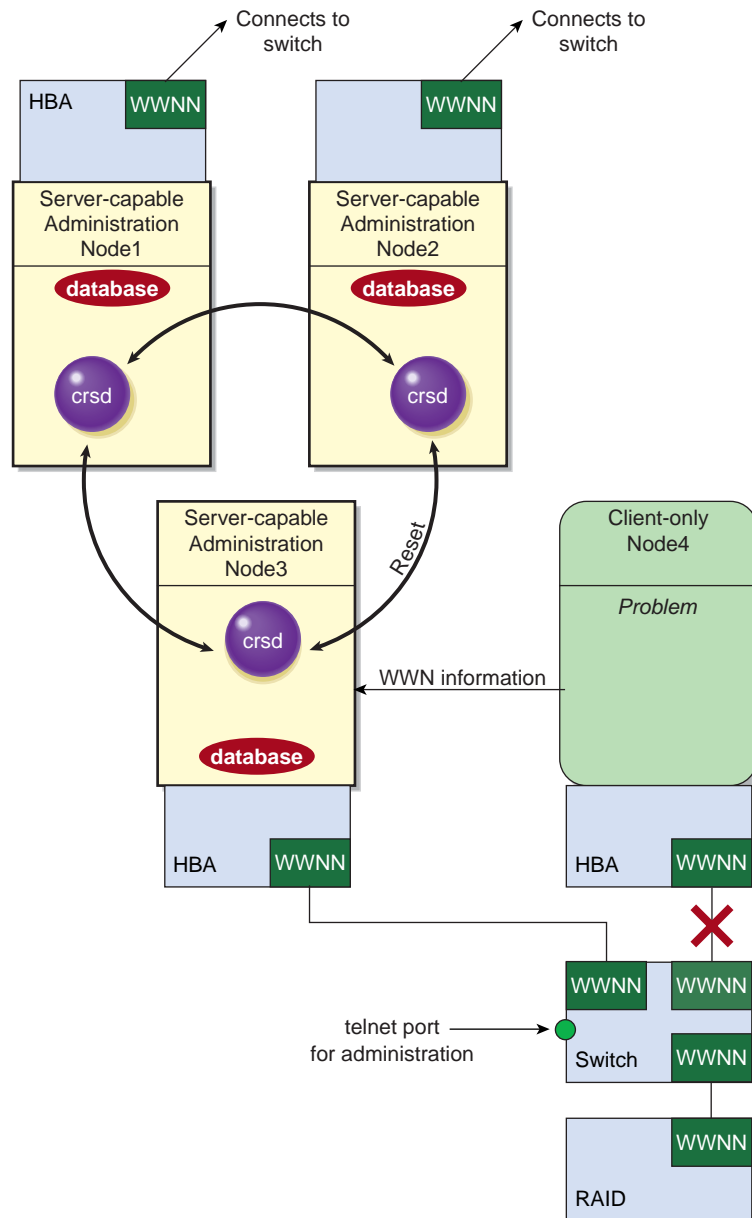 Connects to
switch
Connects to
switch
HBA
WWNN
WWNN
Server-capable
Administration
Node1
Server-capable
Administration
Node2
database
database
crsd
crsd
Server-capable
Administration
Node3
Reset
Client-only
Node4
Problem
crsd
WWN information
database
HBA
WWNN
HBA
WWNN
WWNN
WWNN
telnet port
for administration
Switch
WWNN
WWNN
RAID